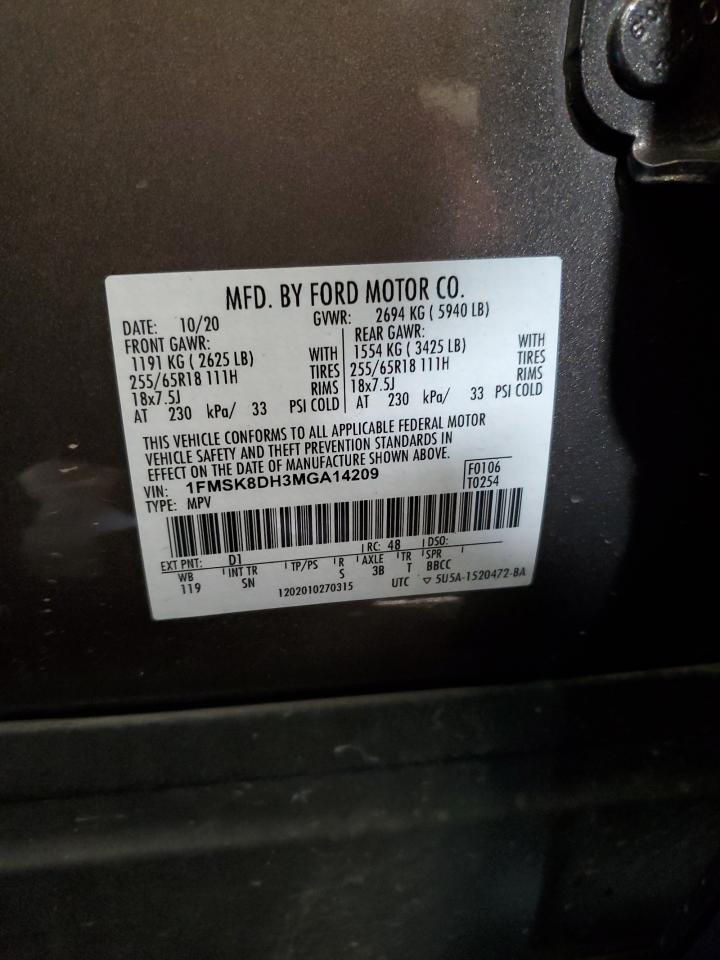 MFD. BY FORD MOTOR CO.
DATE: 10/20 GVWR: 2694 KG ( 5940 LB)
FRONT GAWR: REAR GAWR:
1191 KG ( 2625 LB) WITH 1554 KG ( 3425 LB) WITH
255/65R18 111H TIRES 255/65R18 111H TIRES
18x7.5J RIMS 18x7.5J RIMS
AT 230 kPa/ 33 PSI COLD AT 230 kPa/ 33 PSI COLD
THIS VEHICLE CONFORMS TO ALL APPLICABLE FEDERAL MOTOR
VEHICLE SAFETY AND THEFT PREVENTION STANDARDS IN
EFFECT ON THE DATE OF MANUFACTURE SHOWN ABOVE.
VIN: 1FMSK8DH3MGA14209 F0106
TYPE: MPV T0254
EXT PNT: D1 RC: 48 DSO:
WB INT TR TP/PS R AXLE TR SPR
119 SN S 3B T BBCC
1202010270315 UTC ▽ 5U5A-1520472-BA